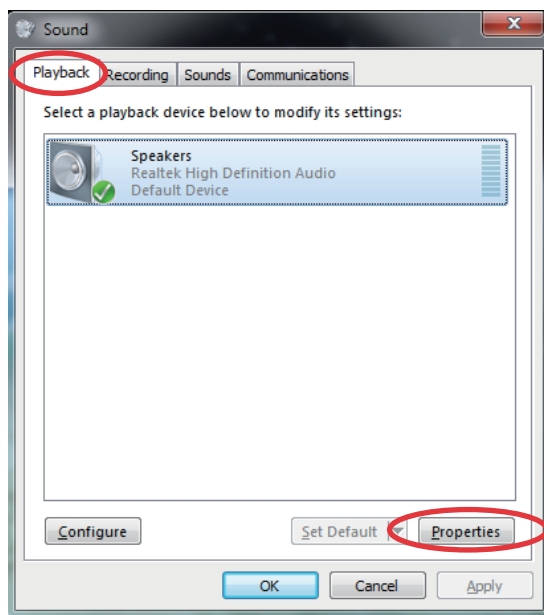 Sound
Playback Recording Sounds Communications
Select a playback device below to modify its settings:
Speakers
Realtek High Definition Audio
Default Device
Configure Set Default Properties
OK Cancel Apply